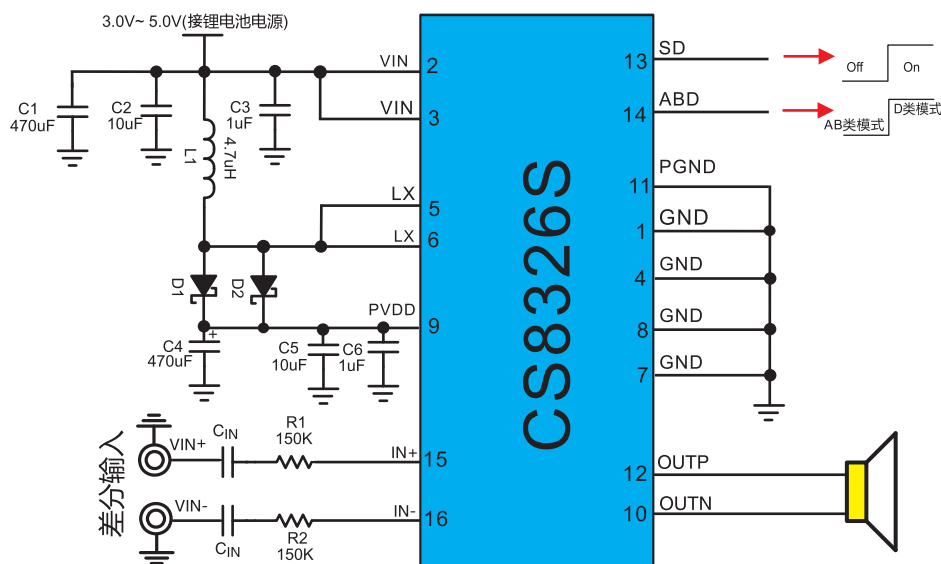 3.0V~ 5.0V(接锂电池电源)
C1
470uF
C2
10uF
C3
1uF
L1
4.7uH
VIN
2
VIN
3
LX
5
LX
6
D1
D2
PVDD
9
C4
470uF
+
C5
10uF
C6
1uF
差分输入
VIN+
CIN
R1
150K
IN+
15
VIN-
CIN
R2
150K
IN-
16
CS8326S
13
SD
Off
On
14
ABD
AB类模式
D类模式
11
PGND
1
GND
4
GND
8
GND
7
GND
12
OUTP
10
OUTN